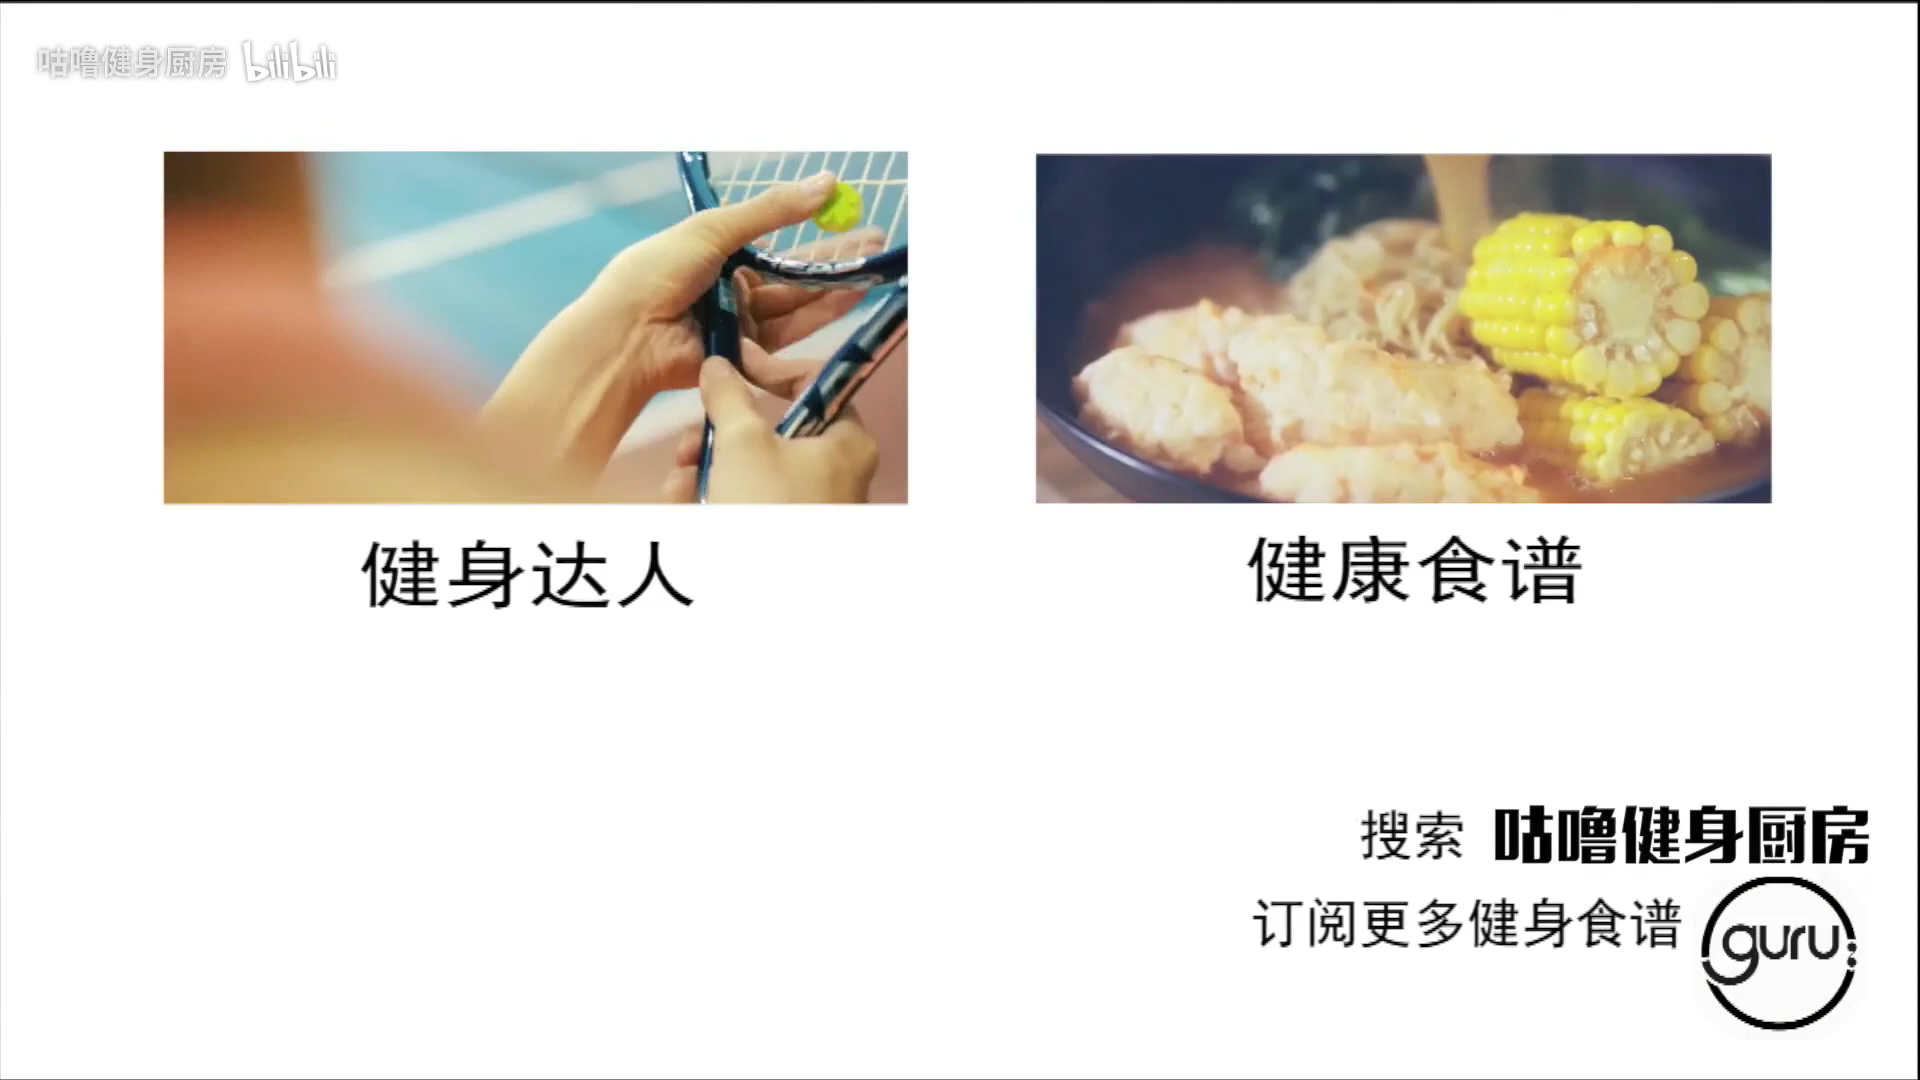 咕噜健身厨房 bilibili
健身达人
健康食谱
搜索 咕噜健身厨房
订阅更多健身食谱
guru;